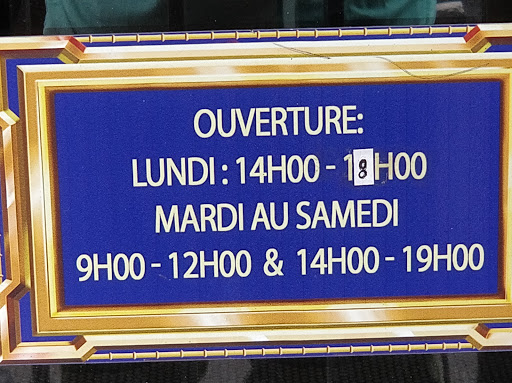 OUVERTURE:
LUNDI : 14H00 - 18H00
MARDI AU SAMEDI
9H00 - 12H00 & 14H00 - 19H00